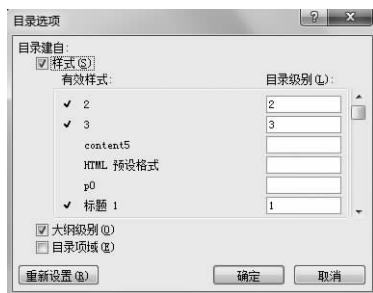 目录选项
目录建自:
样式(S)
有效样式: 目录级别(L):
2 2
3 3
content5
HTML 预设格式
p0
标题 1 1
大纲级别(O)
目录项域(E)
重新设置(R) 确定 取消